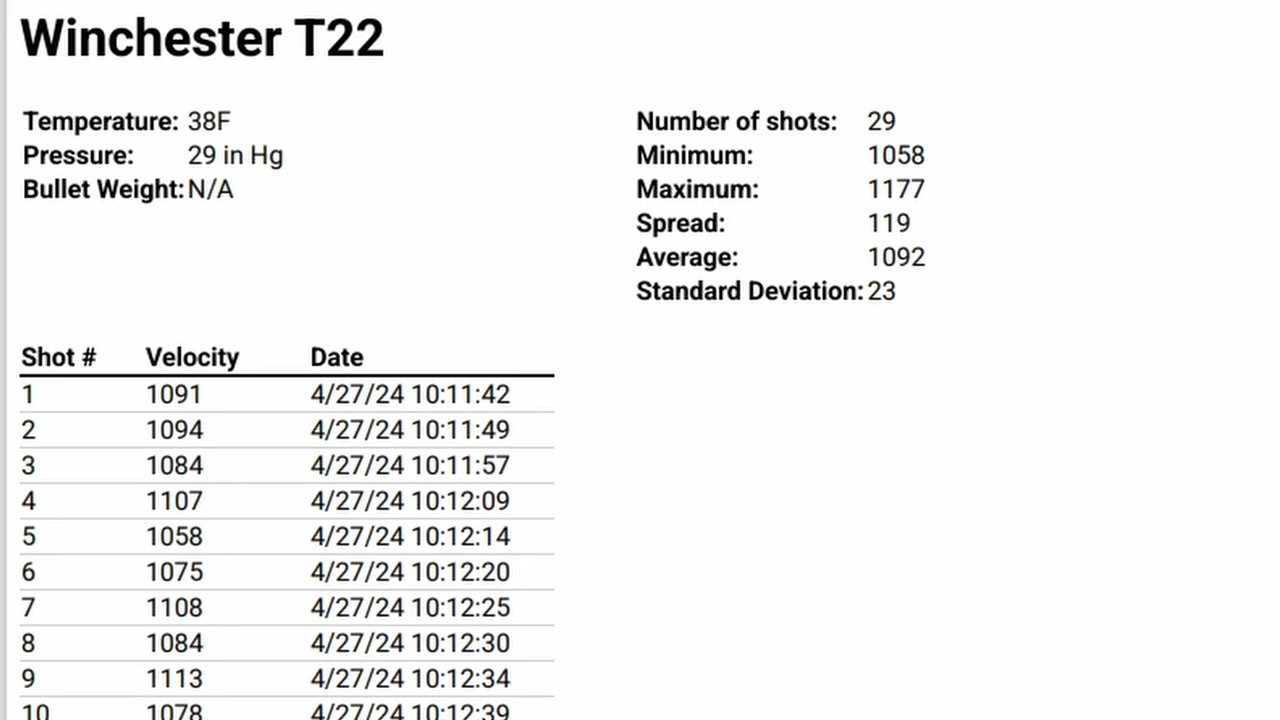 Winchester T22
Temperature: 38F
Pressure: 29 in Hg
Bullet Weight: N/A
Number of shots: 29
Minimum: 1058
Maximum: 1177
Spread: 119
Average: 1092
Standard Deviation: 23
Shot # Velocity Date
1 1091 4/27/24 10:11:42
2 1094 4/27/24 10:11:49
3 1084 4/27/24 10:11:57
4 1107 4/27/24 10:12:09
5 1058 4/27/24 10:12:14
6 1075 4/27/24 10:12:20
7 1108 4/27/24 10:12:25
8 1084 4/27/24 10:12:30
9 1113 4/27/24 10:12:34
10 1078 4/27/24 10:12:39